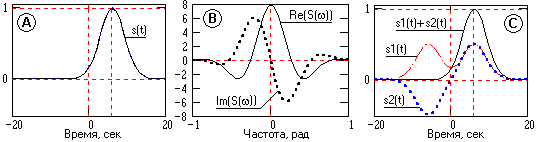 A
s(t)
1
0
-20
0
20
Время, сек
B
Re(S(ω))
Im(S(ω))
8
6
4
2
0
-2
-4
-6
-8
-1
0
1
Частота, рад
C
s1(t)+s2(t)
s1(t)
s2(t)
1
0
-20
0
20
Время, сек